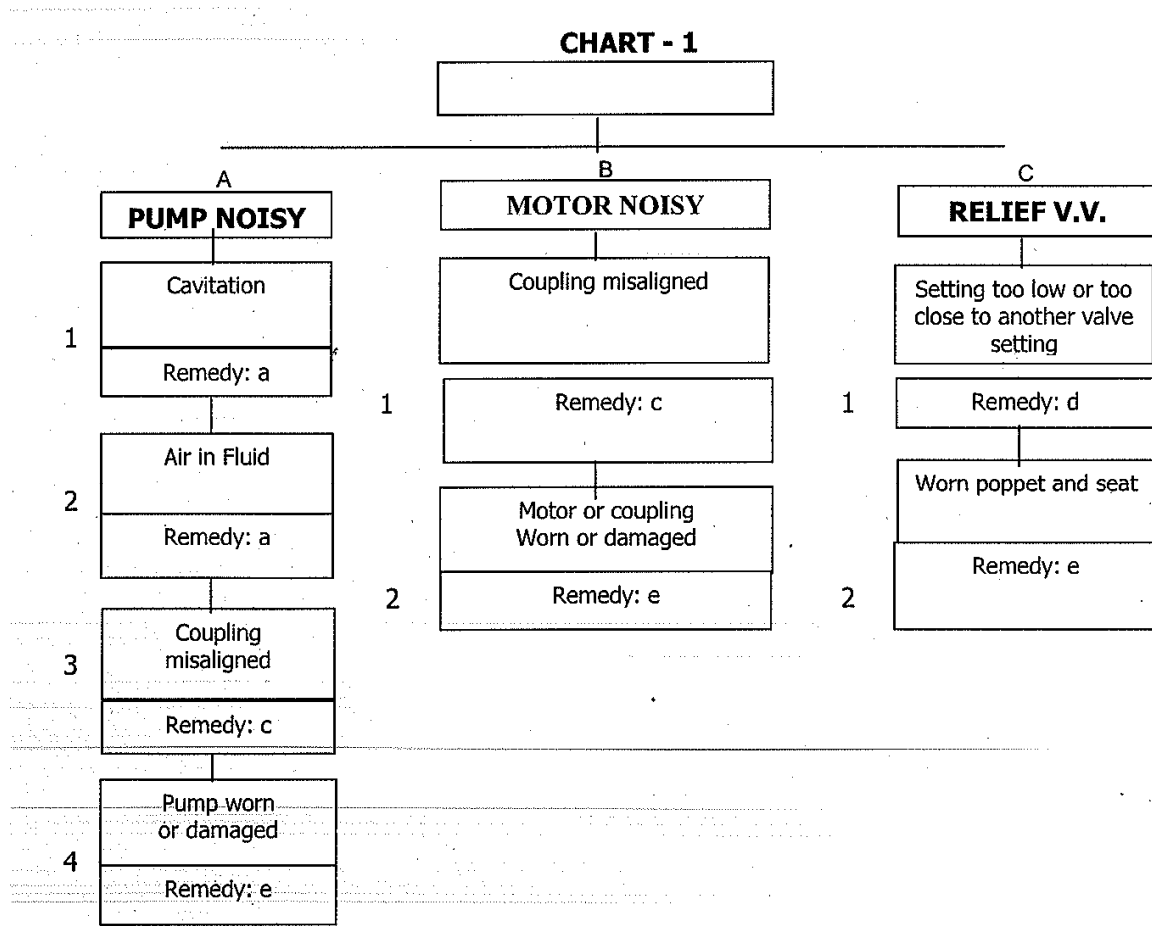 CHART - 1
A
PUMP NOISY
1
Cavitation
Remedy: a
2
Air in Fluid
Remedy: a
3
Coupling
misaligned
Remedy: c
4
Pump worn
or damaged
Remedy: e
B
MOTOR NOISY
Coupling misaligned
1
Remedy: c
Motor or coupling
Worn or damaged
2
Remedy: e
C
RELIEF V.V.
Setting too low or too
close to another valve
setting
1
Remedy: d
Worn poppet and seat
2
Remedy: e